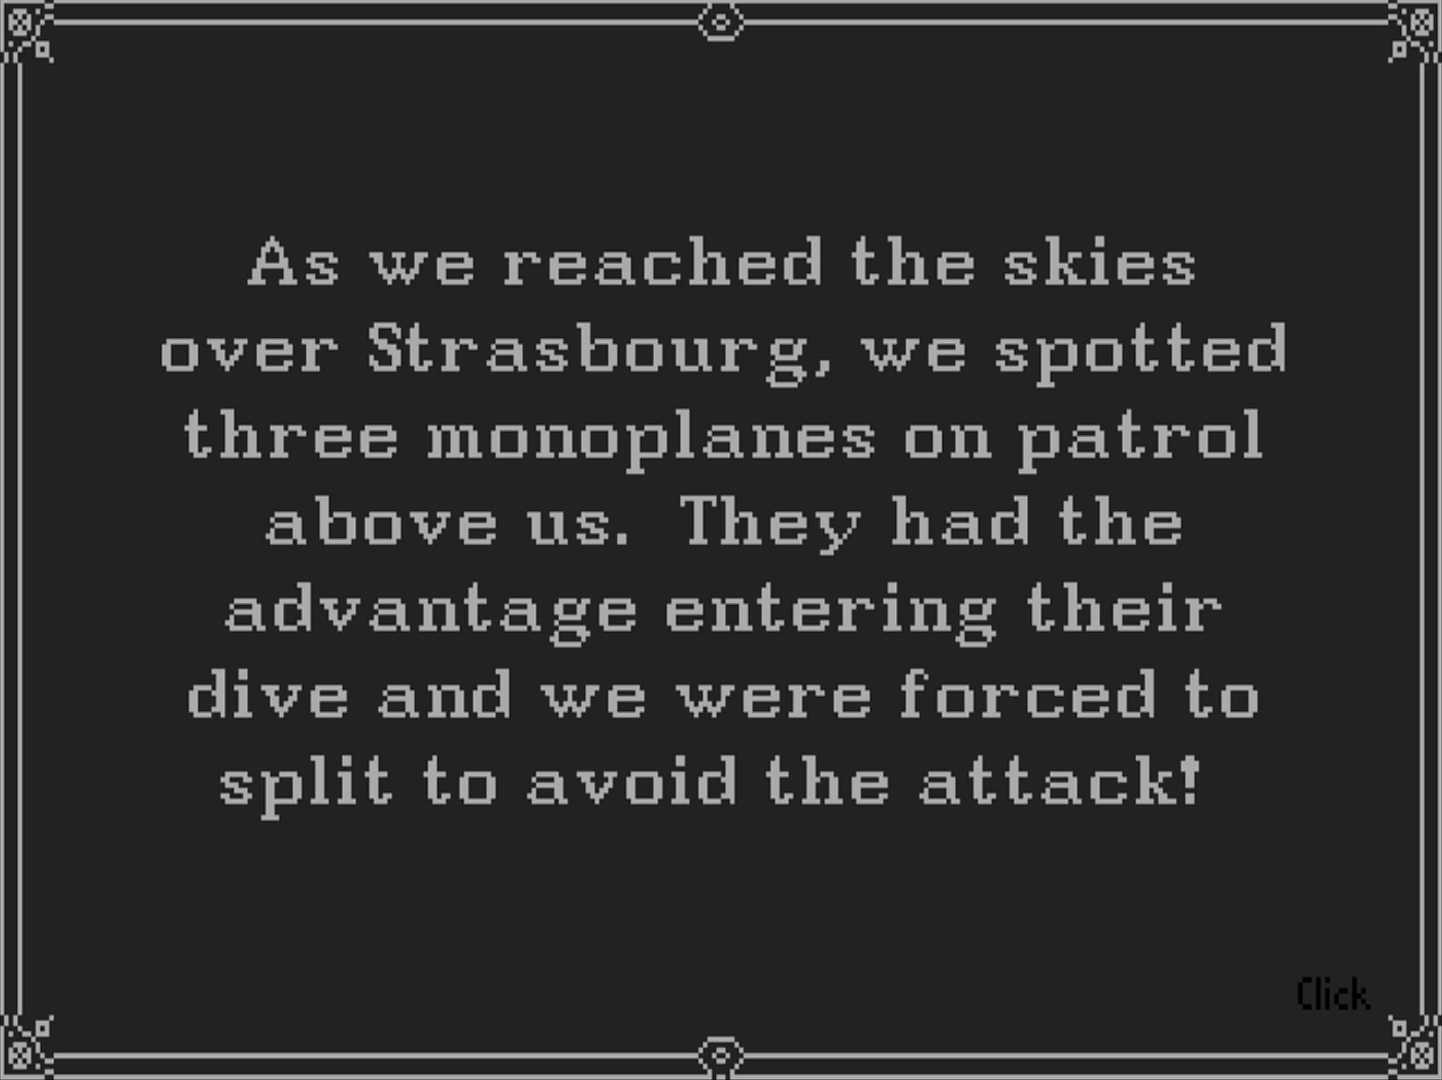 As we reached the skies
over Strasbourg, we spotted
three monoplanes on patrol
above us.  They had the
advantage entering their
dive and we were forced to
split to avoid the attack!
Click